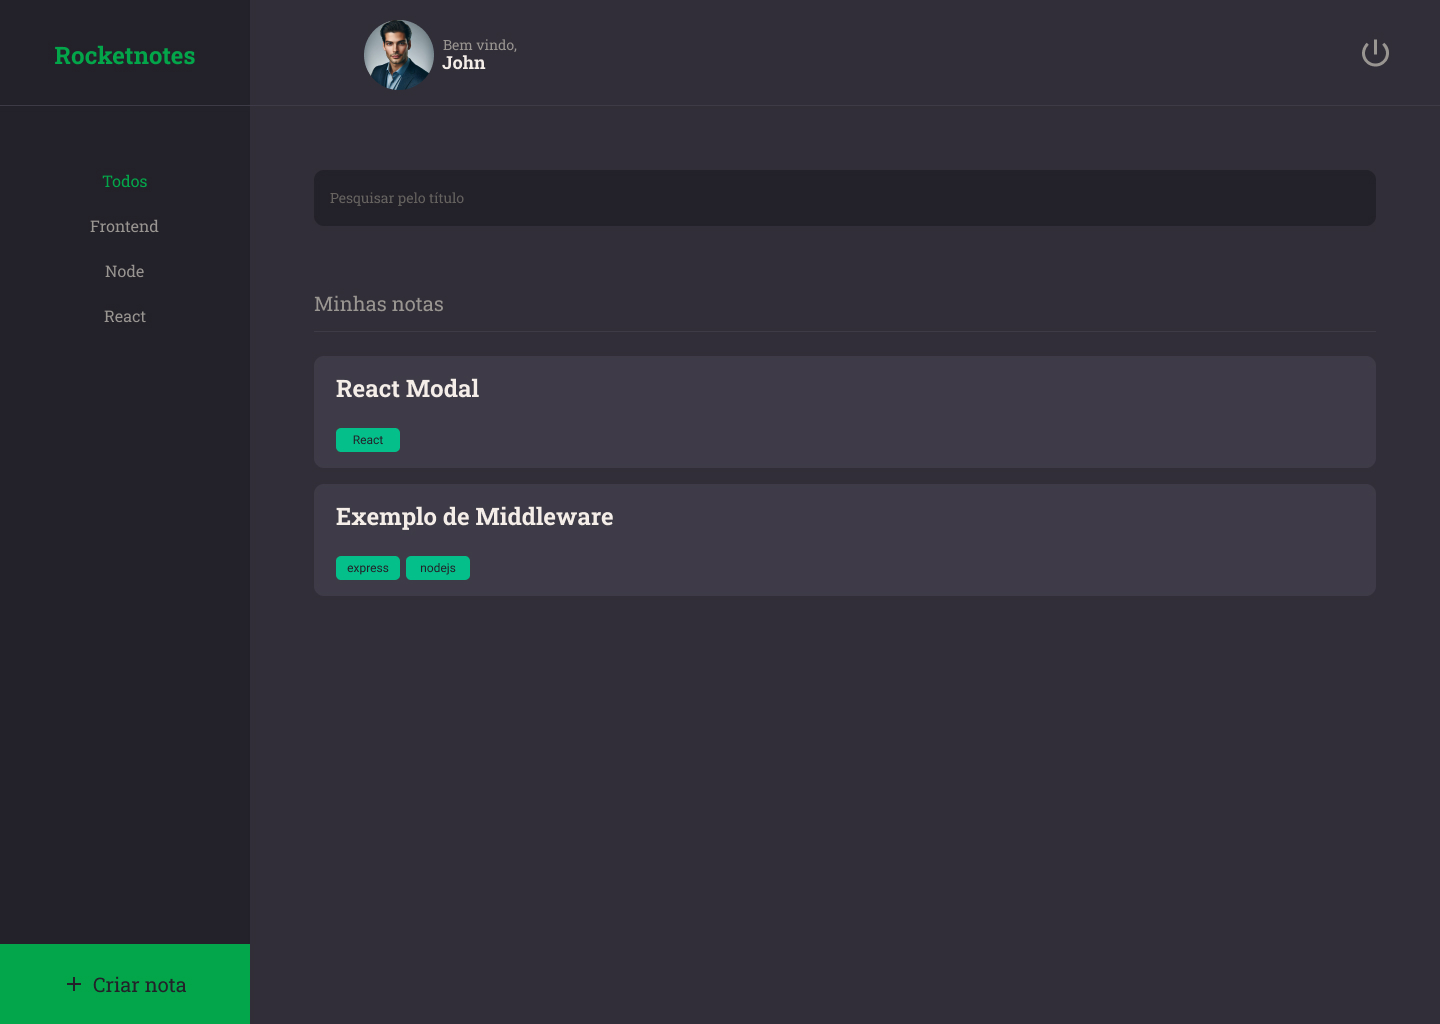 Rocketnotes
Bem vindo,
John
Todos
Frontend
Node
React
Pesquisar pelo título
Minhas notas
React Modal
React
Exemplo de Middleware
express nodejs
+ Criar nota